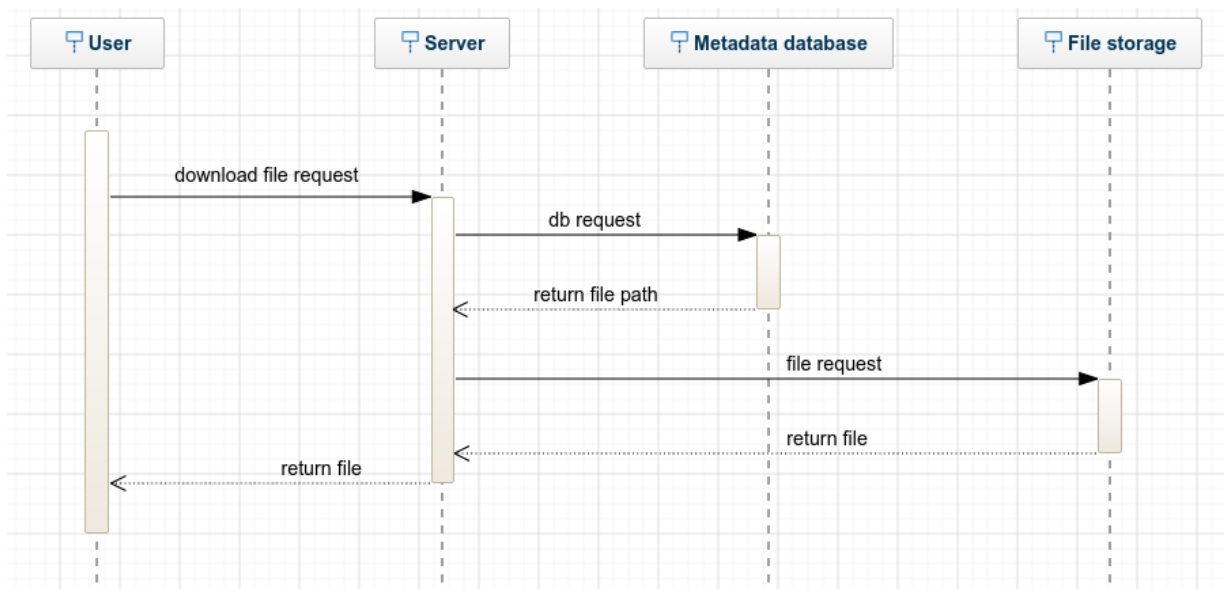 User
Server
Metadata database
File storage
download file request
db request
return file path
file request
return file
return file